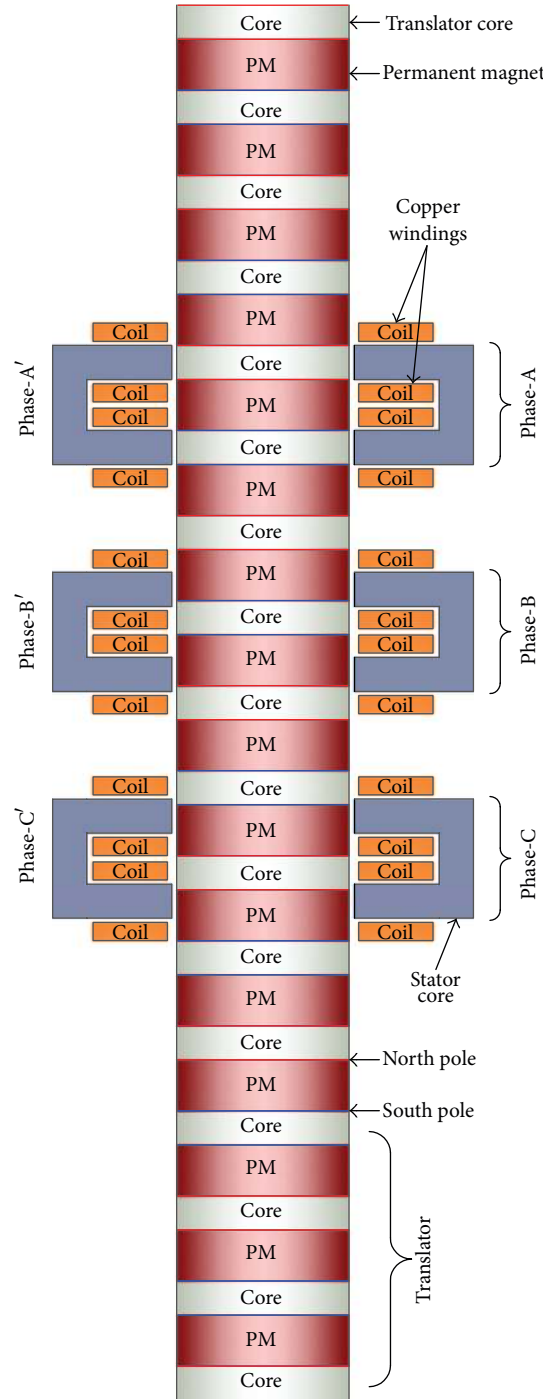 Core
Translator core
PM
Permanent magnet
Core
PM
Core
Copper
windings
PM
Core
PM
Coil
Coil
Core
Phase-A′
Coil
PM
Coil
Phase-A
Coil
Coil
Core
Coil
PM
Coil
Core
Coil
PM
Coil
Phase-B′
Coil
Core
Coil
Phase-B
Coil
Coil
PM
Coil
Core
Coil
PM
Coil
Core
Coil
Phase-C′
PM
Coil
Coil
Phase-C
Coil
Core
Coil
PM
Coil
Coil
Core
Stator
core
PM
Core
North pole
PM
South pole
Core
PM
Core
Translator
PM
Core
PM
Core